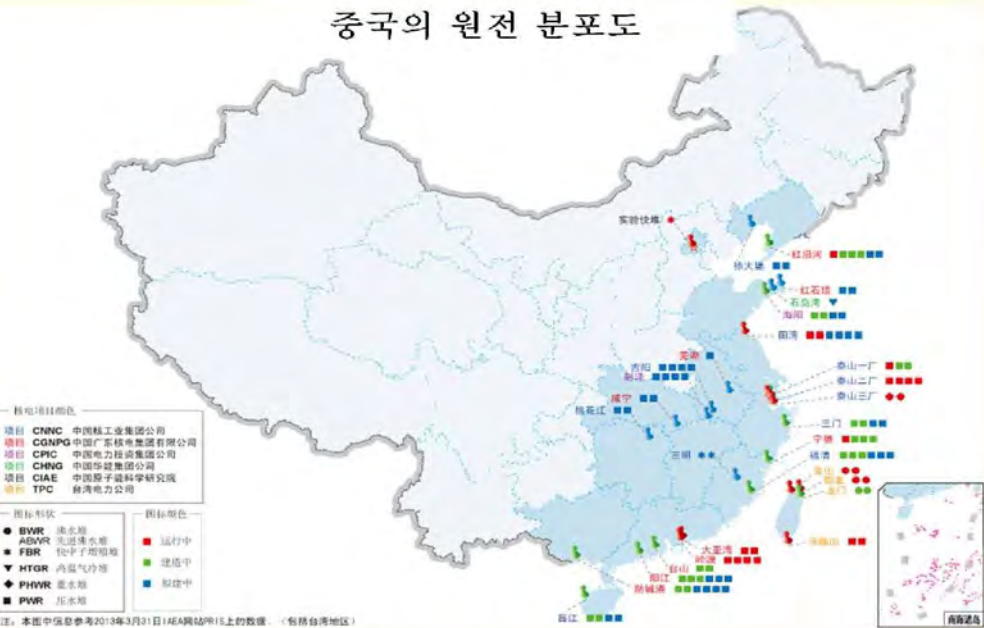 중국의 원전 분포도
实验快堆
红沿河
徐大堡
红石顶
石岛湾
海阳
田湾
芜湖
吉阳
彭泽
咸宁
桃花江
秦山一厂
秦山二厂
秦山三厂
三门
宁德
福清
三明
金山
国圣
龙门
马鞍山
大亚湾
岭澳
台山
阳江
防城港
昌江
核电项目颜色
项目 CNNC 中国核工业集团公司
项目 CGNPG 中国广东核电集团有限公司
项目 CPIC 中国电力投资集团公司
项目 CHNG 中国华能集团公司
项目 CIAE 中国原子能科学研究院
项目 TPC 台湾电力公司
图标形状
BWR 沸水堆
ABWR 先进沸水堆
FBR 快中子增殖堆
HTGR 高温气冷堆
PHWR 重水堆
PWR 压水堆
图标颜色
运行中
建造中
拟建中
注: 本图中信息参考2013年3月31日IAEA网站PRIS上的数据. (包括台湾地区)
南海诸岛